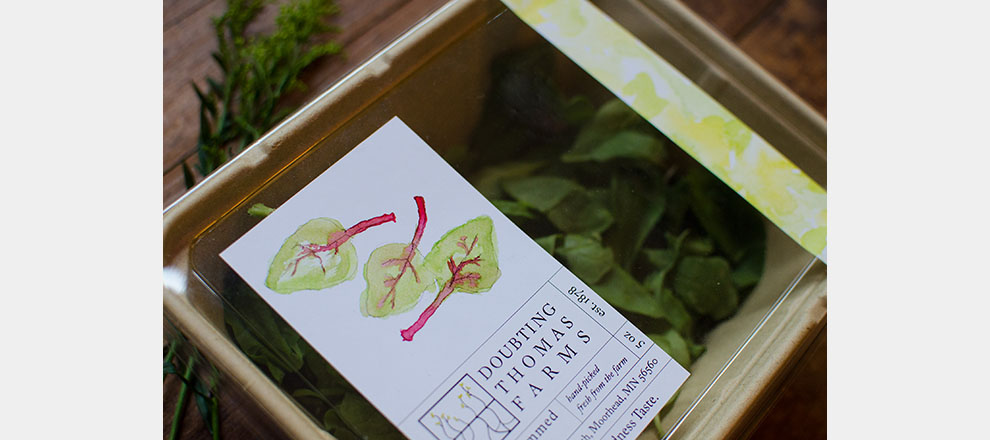 DOUBTING
THOMAS
FARMS
est. 1878
5 oz
hand-picked
fresh from the farm
Moorhead, MN 56560
Taste.